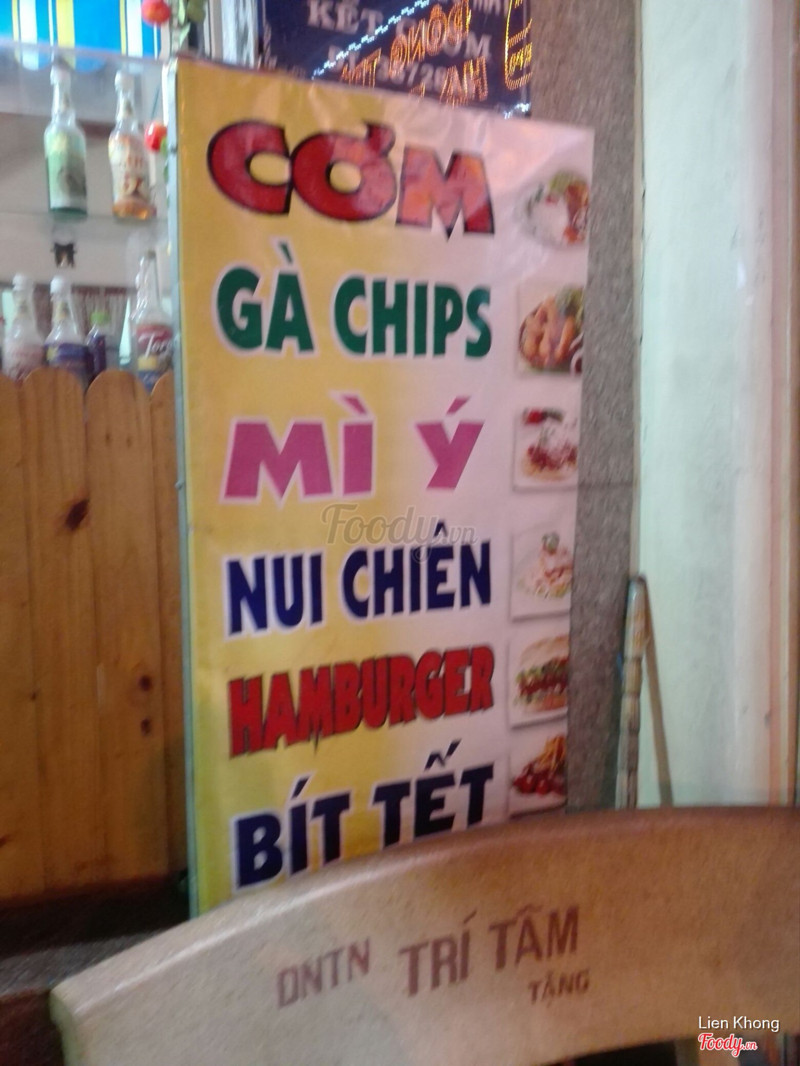 KẾT
CƠM
GÀ CHIPS
MÌ Ý
NUI CHIÊN
HAMBURGER
BÍT TẾT
Foody.vn
DNTN TRÍ TÂM
TẶNG
Lien Khong
Foody.vn